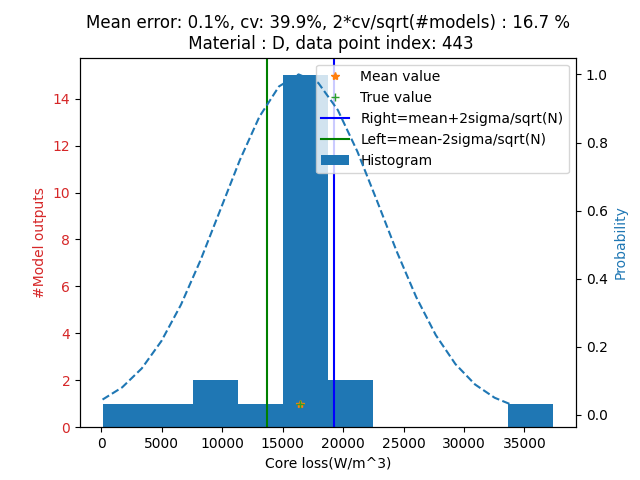 Mean error: 0.1%, cv: 39.9%, 2*cv/sqrt(#models) : 16.7 %
Material : D, data point index: 443
Mean value
True value
Right=mean+2sigma/sqrt(N)
Left=mean-2sigma/sqrt(N)
Histogram
#Model outputs
14
12
10
8
6
4
2
0
1.0
0.8
0.6
0.4
0.2
0.0
Probability
0 5000 10000 15000 20000 25000 30000 35000
Core loss(W/m^3)